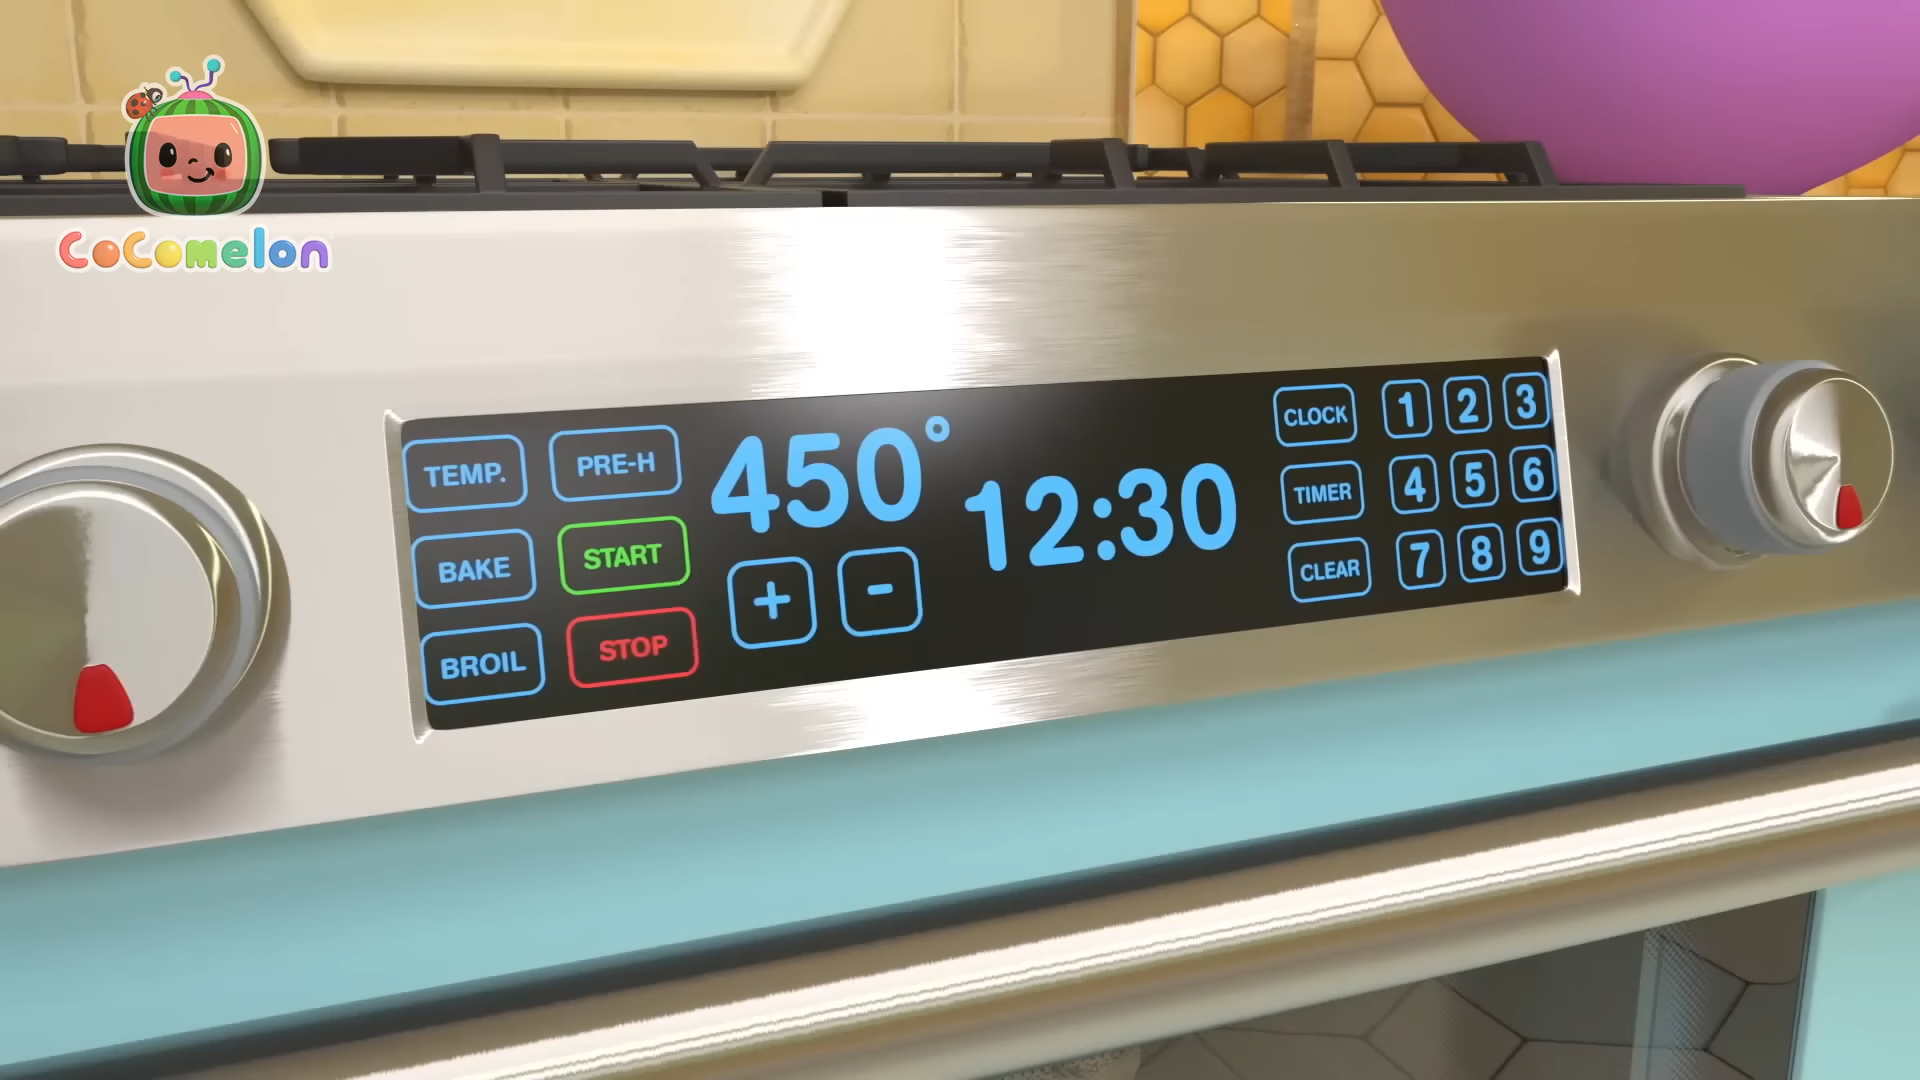 CoComelon
TEMP. PRE-H
BAKE START
BROIL STOP
450°
+ -
12:30
CLOCK 1 2 3
TIMER 4 5 6
CLEAR 7 8 9